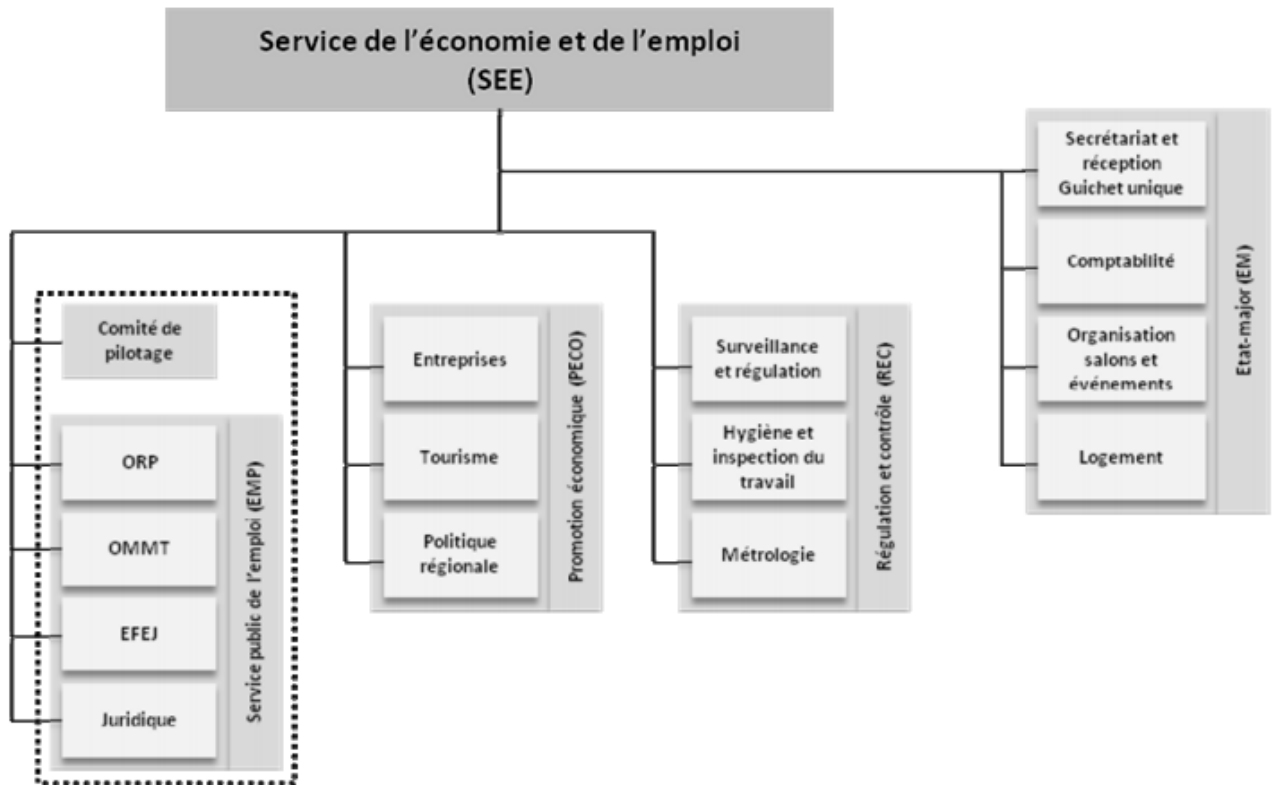 Service de l'économie et de l'emploi
(SEE)
Secrétariat et
réception
Guichet unique
Comptabilité
Organisation
salons et
événements
Logement
Etat-major (EM)
Comité de
pilotage
ORP
OMMT
EFEJ
Juridique
Service public de l'emploi (EMP)
Entreprises
Tourisme
Politique
régionale
Promotion économique (PECO)
Surveillance
et régulation
Hygiène et
inspection du
travail
Métrologie
Régulation et contrôle (REC)